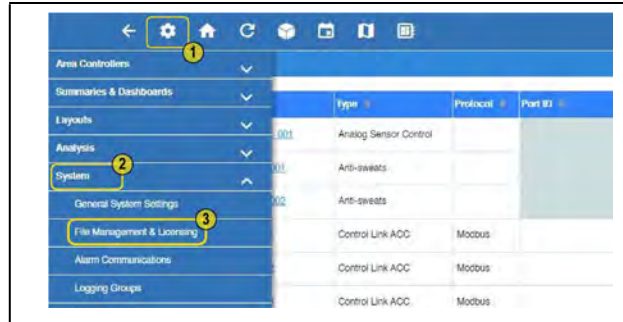 1
Area Controllers
Summaries & Dashboards
Type Protocol Port ID
Layouts
001 Analog Sensor Control
Analysis
2
001 Anti-sweats
System
General System Settings 002 Anti-sweats
3
File Management & Licensing Control Link ACC Modbus
Alarm Communications
Control Link ACC Modbus
Logging Groups
Control Link ACC Modbus